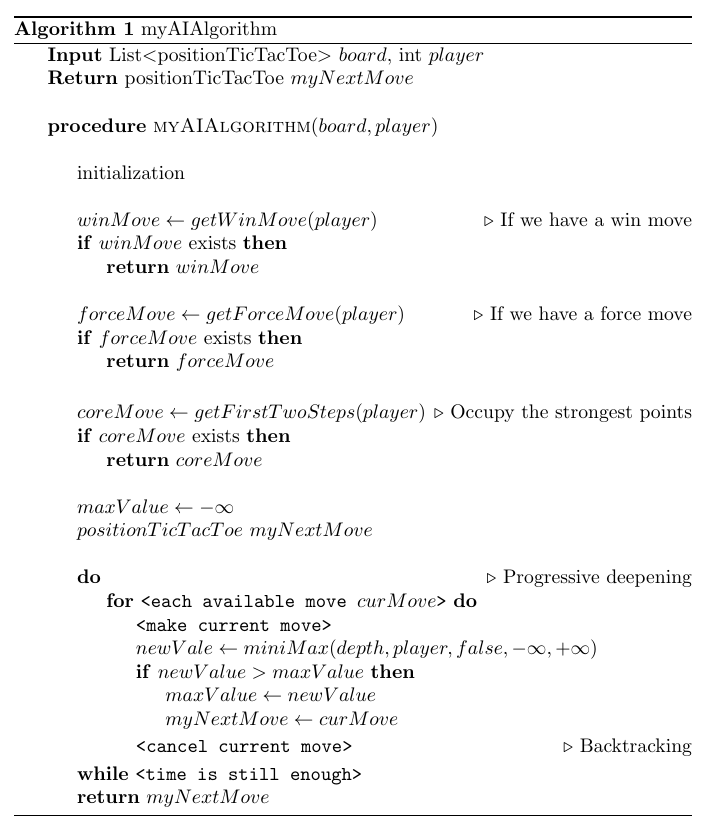 Algorithm 1 myAIAlgorithm
Input List<positionTicTacToe> board, int player
Return positionTicTacToe myNextMove
procedure MYAIALGORITHM(board, player)
initialization
winMove ← getWinMove(player) ▷ If we have a win move
if winMove exists then
return winMove
forceMove ← getForceMove(player) ▷ If we have a force move
if forceMove exists then
return forceMove
coreMove ← getFirstTwoSteps(player) ▷ Occupy the strongest points
if coreMove exists then
return coreMove
maxValue ← −∞
positionTicTacToe myNextMove
do ▷ Progressive deepening
for <each available move curMove> do
<make current move>
newVale ← miniMax(depth, player, false, −∞, +∞)
if newValue > maxValue then
maxValue ← newValue
myNextMove ← curMove
<cancel current move> ▷ Backtracking
while <time is still enough>
return myNextMove